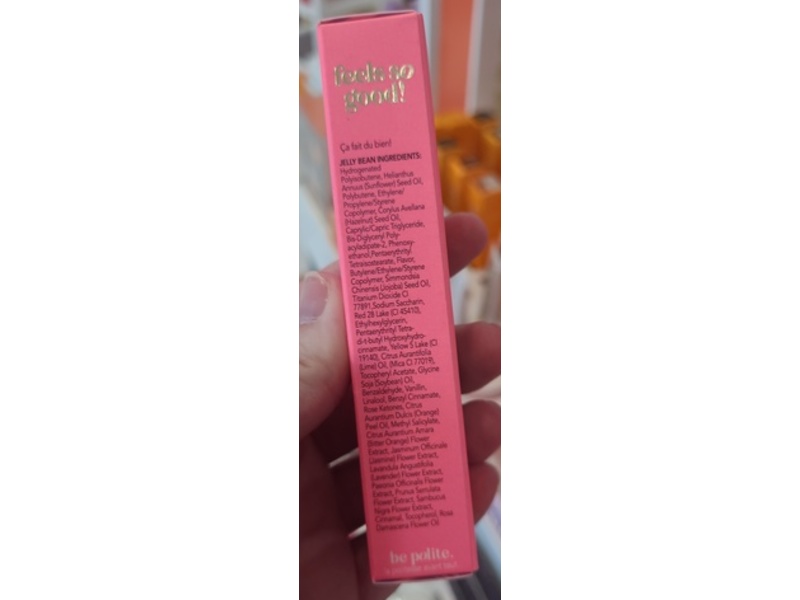 feels so
good!
Ça fait du bien!
JELLY BEAN INGREDIENTS:
Hydrogenated
Polyisobutene, Helianthus
Annuus (Sunflower) Seed Oil,
Polybutene, Ethylene/
Propylene/Styrene
Copolymer, Corylus Avellana
(Hazelnut) Seed Oil,
Caprylic/Capric Triglyceride,
Bis-Diglyceryl Poly-
acyladipate-2, Phenoxy-
ethanol,Pentaerythrityl
Tetraisostearate, Flavor,
Butylene/Ethylene/Styrene
Copolymer, Simmondsia
Chinensis (Jojoba) Seed Oil,
Titanium Dioxide CI
77891,Sodium Saccharin,
Red 28 Lake (CI 45410),
Ethylhexylglycerin,
Pentaerythrityl Tetra-
di-t-butyl Hydroxyhydro-
cinnamate, Yellow 5 Lake (CI
19140), Citrus Aurantifolia
(Lime) Oil, (Mica CI 77019),
Tocopheryl Acetate, Glycine
Soja (Soybean) Oil,
Benzaldehyde, Vanillin,
Linalool, Benzyl Cinnamate,
Rose Ketones, Citrus
Aurantium Dulcis (Orange)
Peel Oil, Methyl Salicylate,
Citrus Aurantium Amara
(Bitter Orange) Flower
Extract, Jasminum Officinale
(Jasmine) Flower Extract,
Lavandula Angustifolia
(Lavender) Flower Extract,
Paeonia Officinalis Flower
Extract, Prunus Serrulata
Flower Extract, Sambucus
Nigra Flower Extract,
Cinnamal, Tocopherol, Rosa
Damascena Flower Oil
be polite.